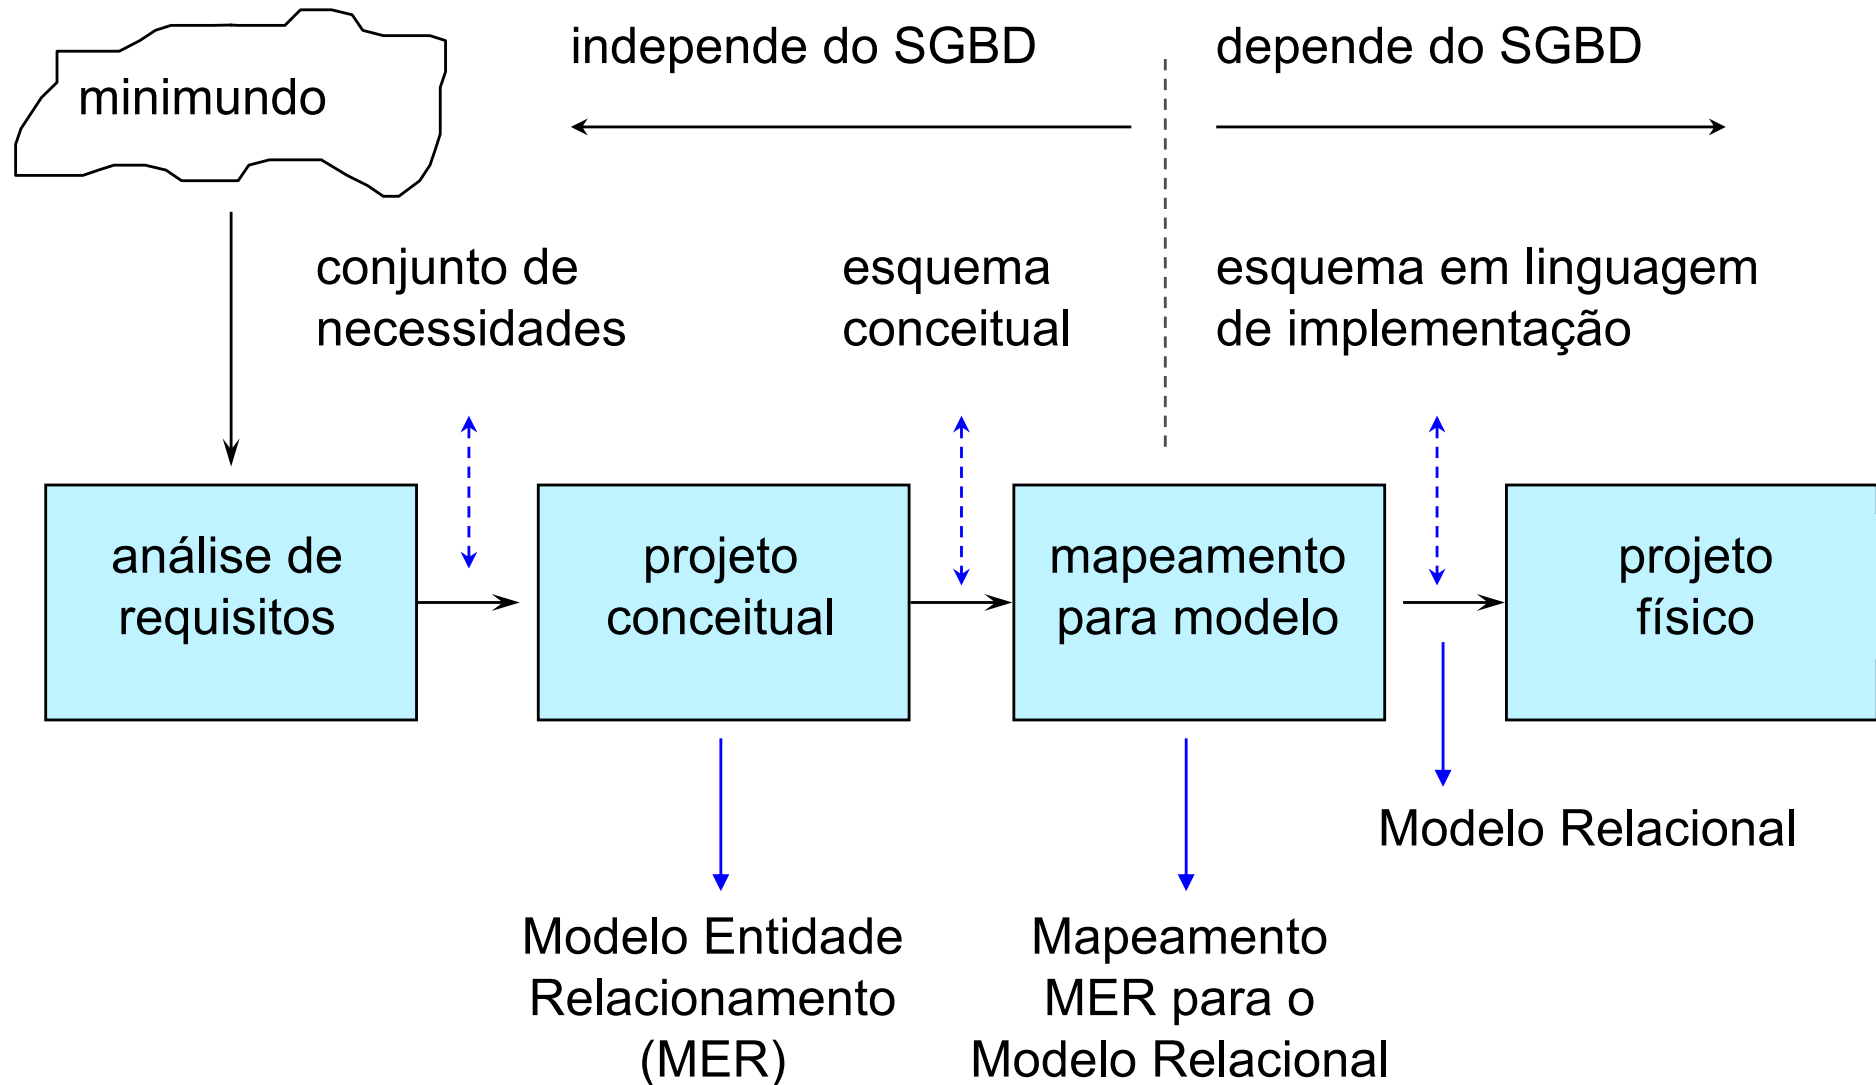 minimundo
independe do SGBD
depende do SGBD
conjunto de
necessidades
esquema
conceitual
esquema em linguagem
de implementação
análise de
requisitos
projeto
conceitual
mapeamento
para modelo
projeto
físico
Modelo Relacional
Modelo Entidade
Relacionamento
(MER)
Mapeamento
MER para o
Modelo Relacional